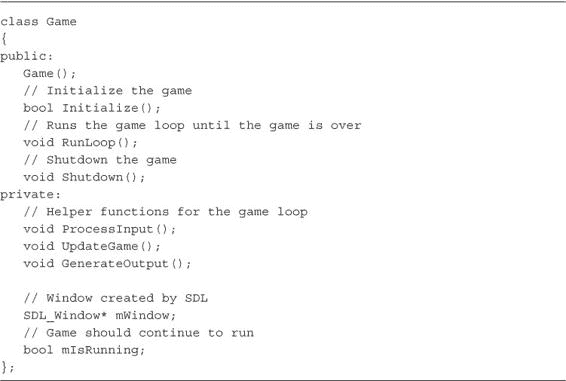 class Game
{
public:
   Game();
   // Initialize the game
   bool Initialize();
   // Runs the game loop until the game is over
   void RunLoop();
   // Shutdown the game
   void Shutdown();
private:
   // Helper functions for the game loop
   void ProcessInput();
   void UpdateGame();
   void GenerateOutput();

   // Window created by SDL
   SDL_Window* mWindow;
   // Game should continue to run
   bool mIsRunning;
};